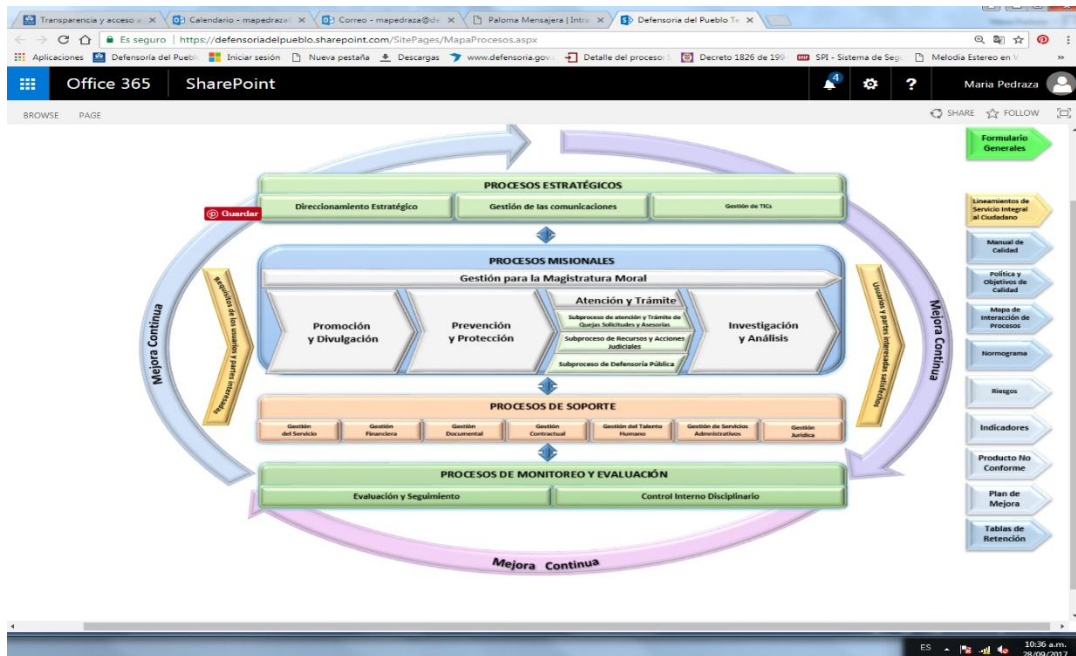 Transparencia y acceso a
Calendario - mapedraza
Correo - mapedraza@de
Paloma Mensajera | Intra
Defensoria del Pueblo Te
Es seguro | https://defensoriadelpueblo.sharepoint.com/SitePages/MapaProcesos.aspx
Aplicaciones
Defensoría del Pueb
Iniciar sesión
Nueva pestaña
Descargas
www.defensoria.gov.
Detalle del proceso:
Decreto 1826 de 199
SPI - Sistema de Seg
Melodia Estereo en V
Office 365
SharePoint
4
?
Maria Pedraza
BROWSE
PAGE
SHARE
FOLLOW
Guardar
PROCESOS ESTRATÉGICOS
Direccionamiento Estratégico
Gestión de las comunicaciones
Gestión de TICs
PROCESOS MISIONALES
Gestión para la Magistratura Moral
Promoción
y Divulgación
Prevención
y Protección
Atención y Trámite
Subproceso de atención y Trámite de
Quejas Solicitudes y Asesorías
Subproceso de Recursos y Acciones
Judiciales
Subproceso de Defensoría Pública
Investigación
y Análisis
Requisitos de los usuarios y partes interesadas
Usuarios y partes interesadas satisfechos
Mejora Continua
Mejora Continua
PROCESOS DE SOPORTE
Gestión
del Servicio
Gestión
Financiera
Gestión
Documental
Gestión
Contractual
Gestión del Talento
Humano
Gestión de Servicios
Administrativos
Gestión
Jurídica
PROCESOS DE MONITOREO Y EVALUACIÓN
Evaluación y Seguimiento
Control Interno Disciplinario
Mejora Continua
Formulario
Generales
Lineamientos de
Servicio Integral
al Ciudadano
Manual de
Calidad
Política y
Objetivos de
Calidad
Mapa de
Interacción de
Procesos
Normograma
Riesgos
Indicadores
Producto No
Conforme
Plan de
Mejora
Tablas de
Retención
ES
10:36 a.m.
28/09/2017